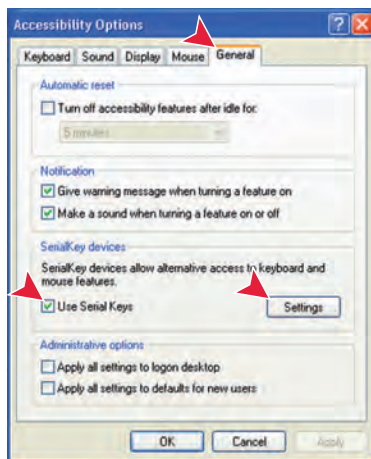 Accessibility Options
Keyboard Sound Display Mouse General
Automatic reset
Turn off accessibility features after idle for:
5 minutes
Notification
Give warning message when turning a feature on
Make a sound when turning a feature on or off
SerialKey devices
SerialKey devices allow alternative access to keyboard and
mouse features.
Use Serial Keys Settings
Administrative options
Apply all settings to logon desktop
Apply all settings to defaults for new users
OK Cancel Apply